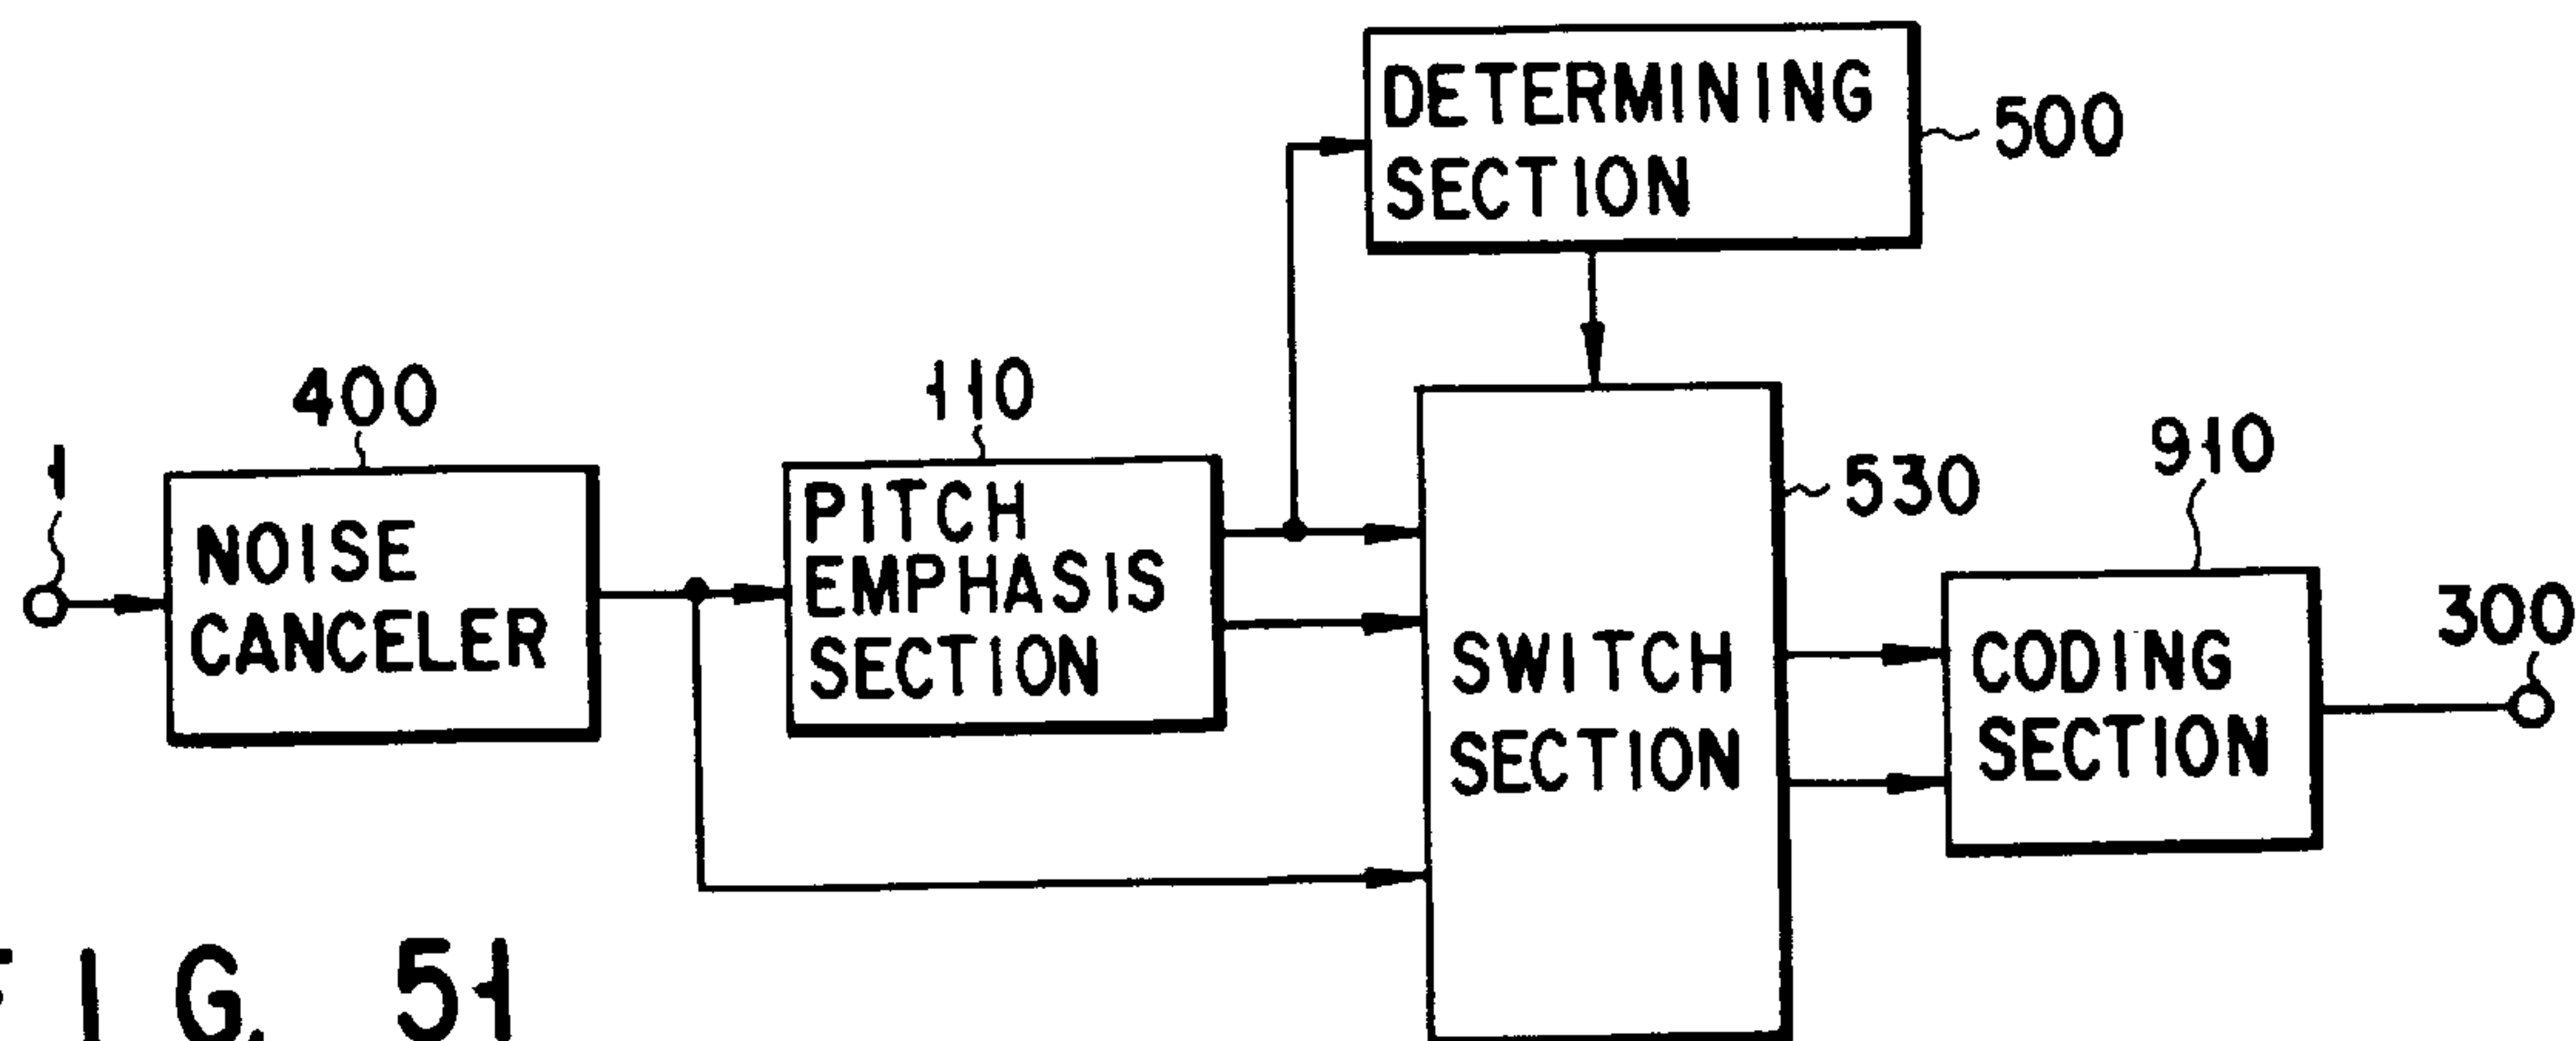 DETERMINING
SECTION
500
400
110
1
530
910
300
NOISE
CANCELER
PITCH
EMPHASIS
SECTION
SWITCH
SECTION
CODING
SECTION
FIG. 51